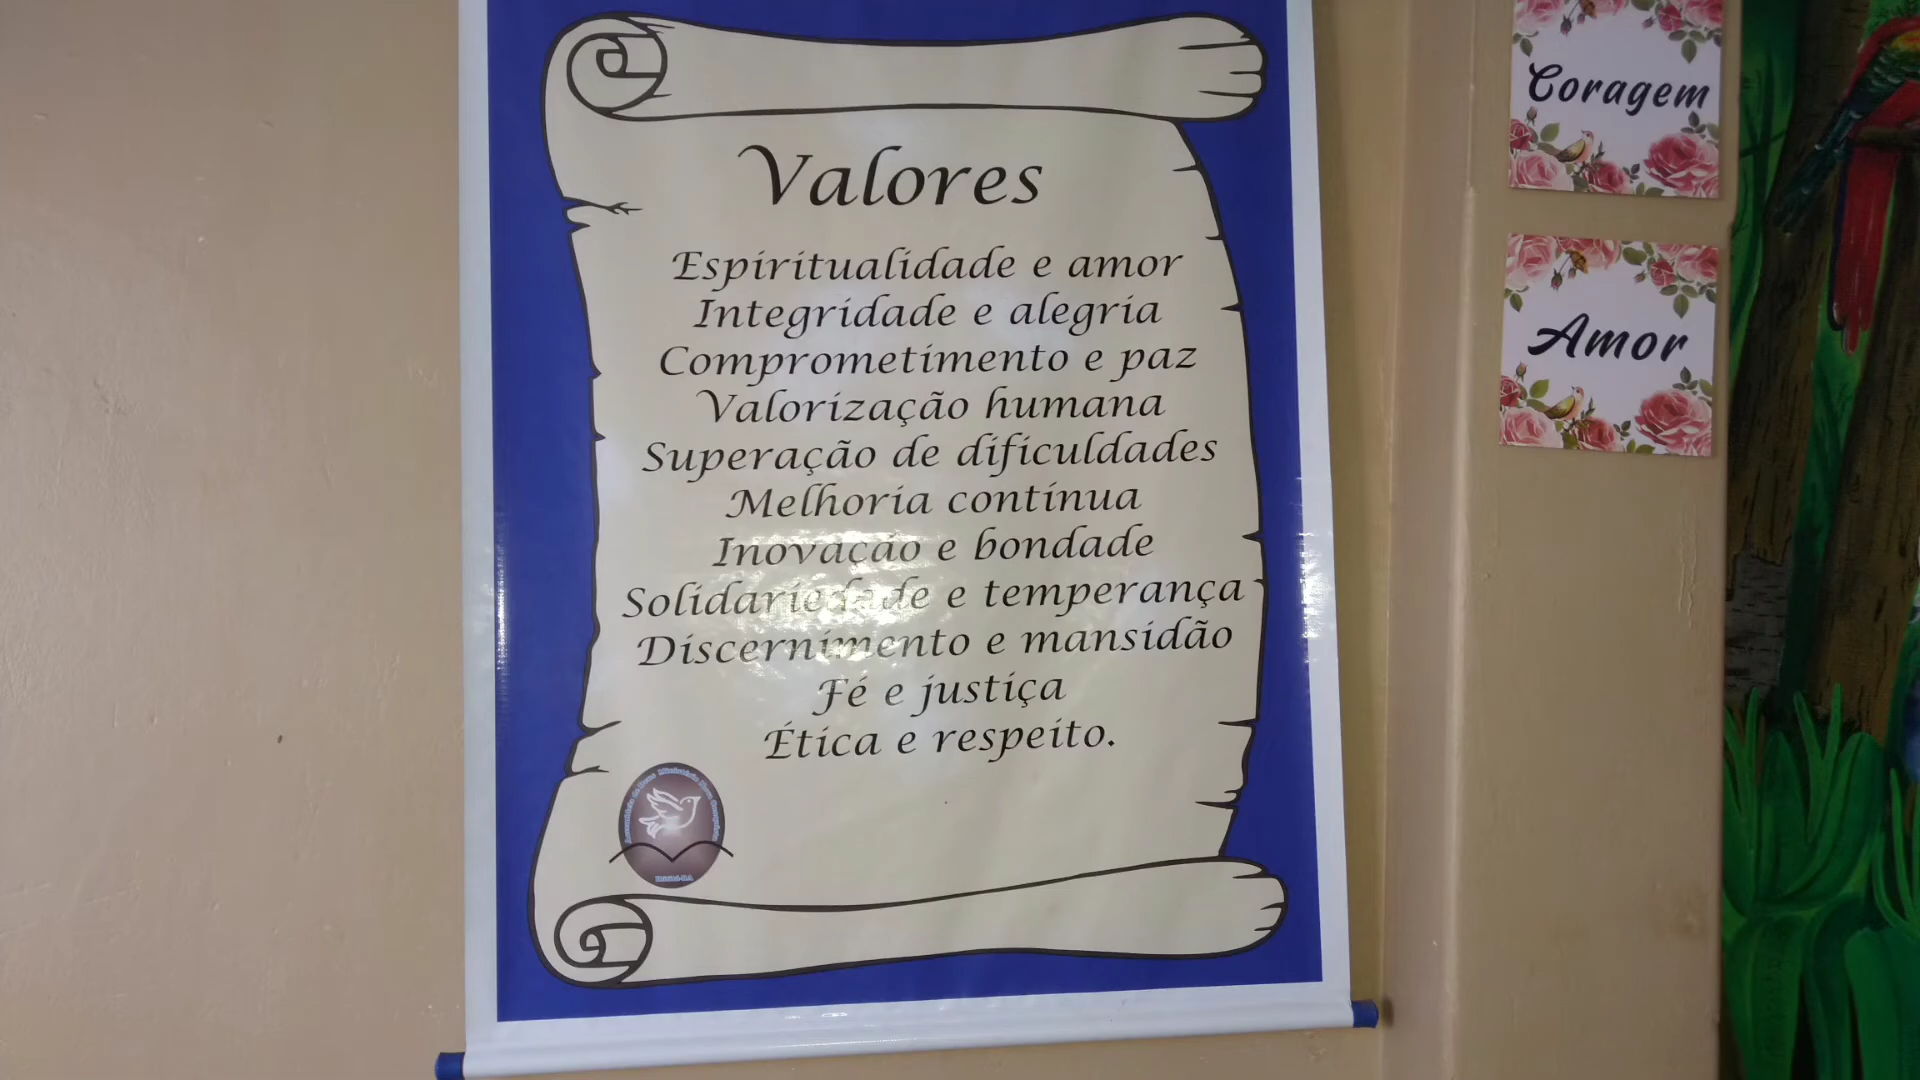 Valores
Espiritualidade e amor
Integridade e alegria
Comprometimento e paz
Valorização humana
Superação de dificuldades
Melhoria contínua
Inovação e bondade
Solidariedade e temperança
Discernimento e mansidão
Fé e justiça
Ética e respeito.
Coragem
Amor